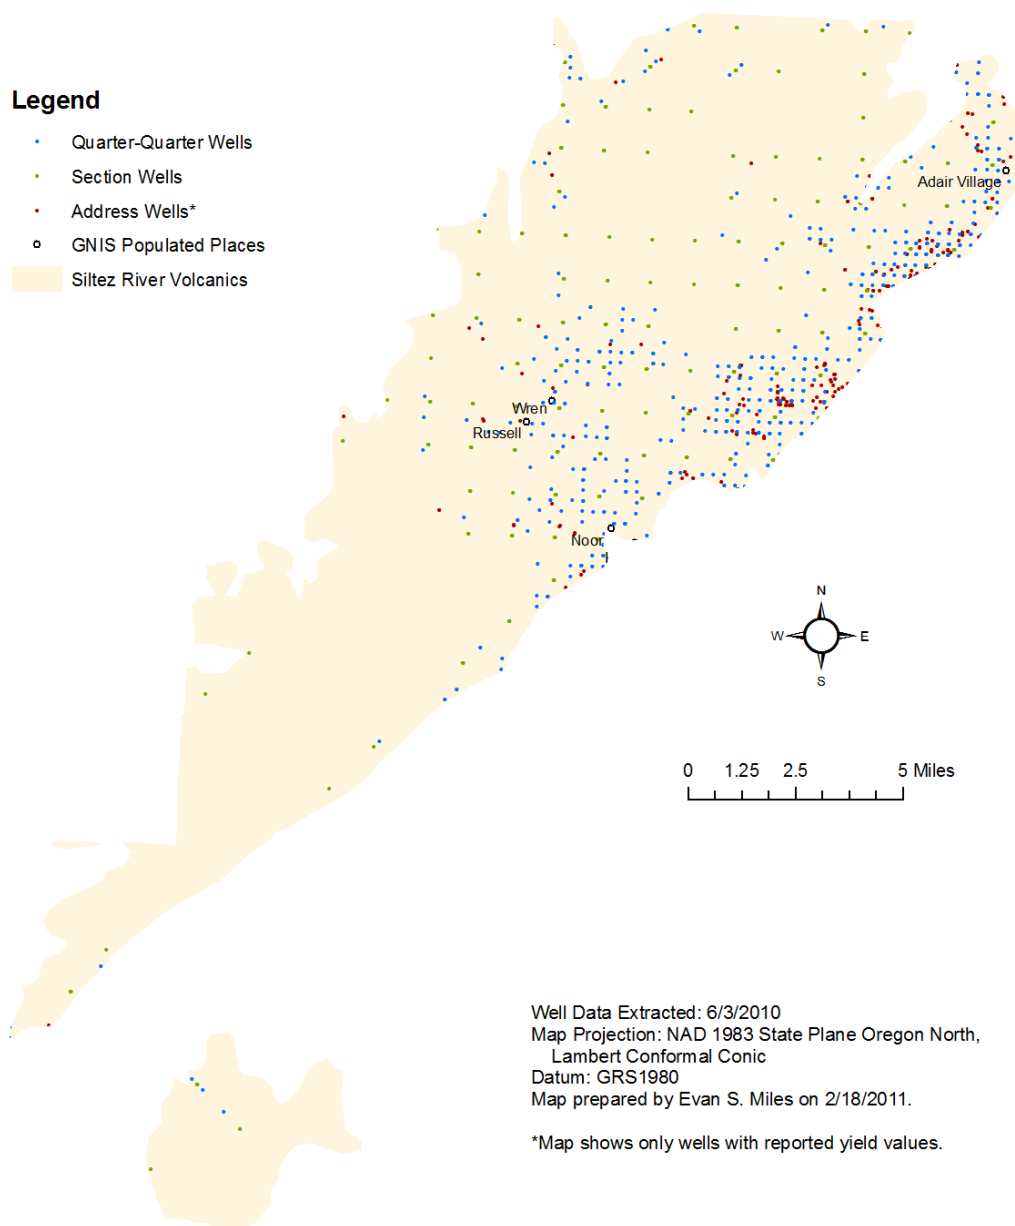 Legend
Quarter-Quarter Wells
Section Wells
Address Wells*
GNIS Populated Places
Siltez River Volcanics
Adair Village
Wren
Russell
Noon
N
W E
S
0 1.25 2.5 5 Miles
Well Data Extracted: 6/3/2010
Map Projection: NAD 1983 State Plane Oregon North,
Lambert Conformal Conic
Datum: GRS1980
Map prepared by Evan S. Miles on 2/18/2011.
*Map shows only wells with reported yield values.